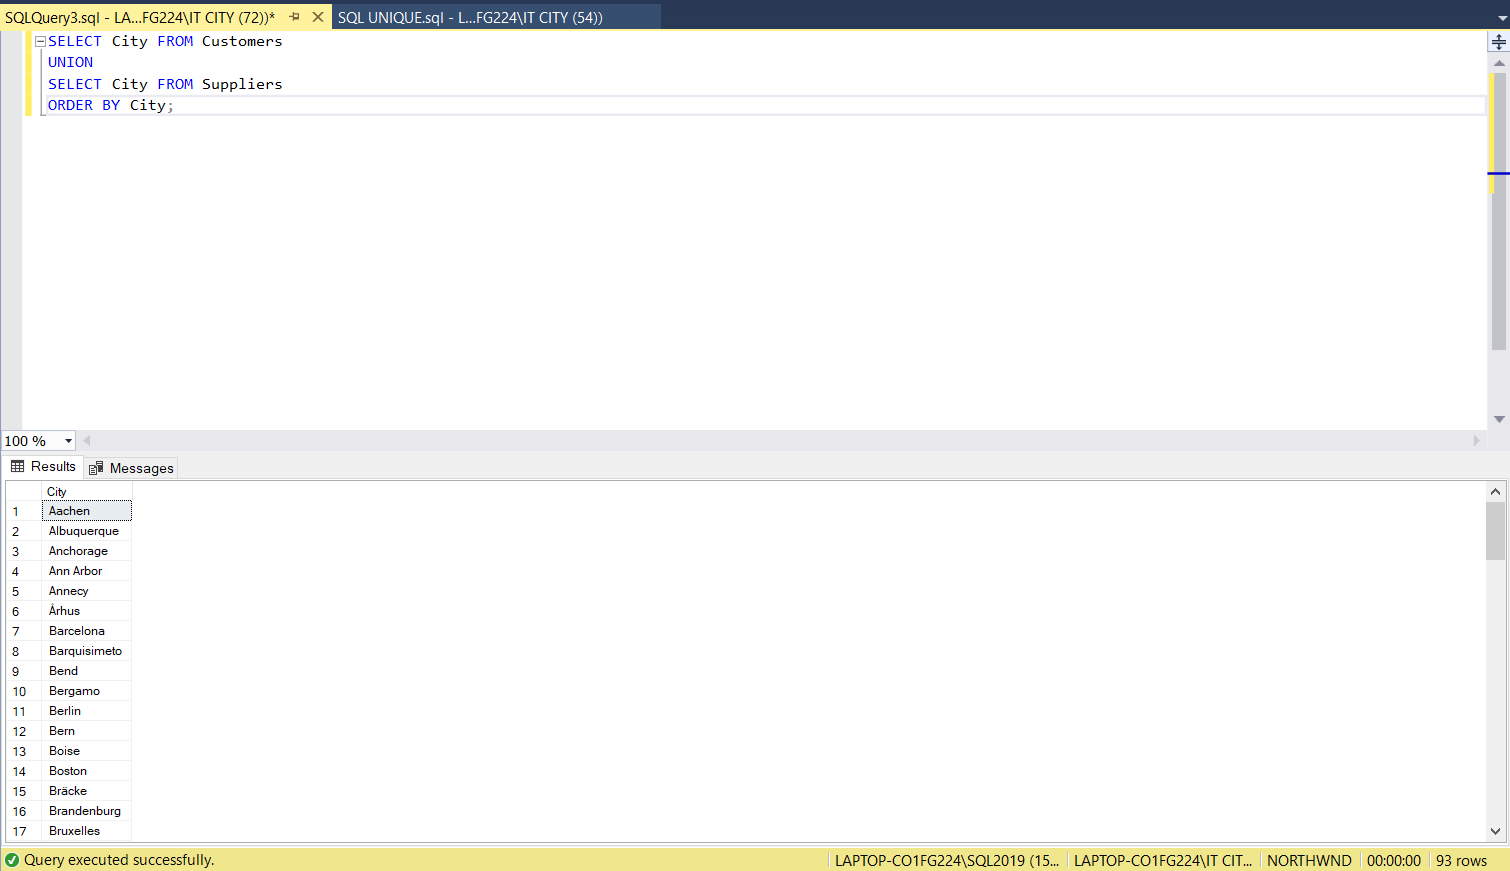 SQLQuery3.sql - LA...FG224\IT CITY (72))* SQL UNIQUE.sql - L...FG224\IT CITY (54))
SELECT City FROM Customers
UNION
SELECT City FROM Suppliers
ORDER BY City;
100 %
Results Messages
City
1 Aachen
2 Albuquerque
3 Anchorage
4 Ann Arbor
5 Annecy
6 Århus
7 Barcelona
8 Barquisimeto
9 Bend
10 Bergamo
11 Berlin
12 Bern
13 Boise
14 Boston
15 Bräcke
16 Brandenburg
17 Bruxelles
Query executed successfully. LAPTOP-CO1FG224\SQL2019 (15... LAPTOP-CO1FG224\IT CIT... NORTHWND 00:00:00 93 rows